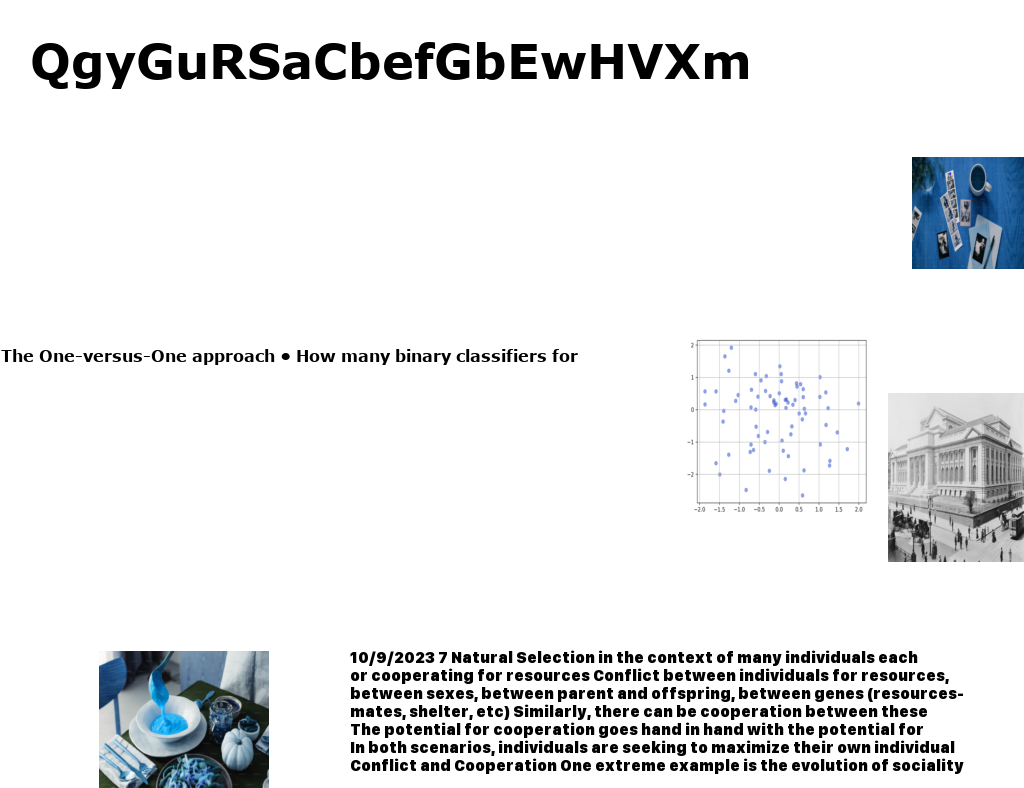 QgyGuRSaCbefGbEwHVXm
The One-versus-One approach • How many binary classifiers for
2
1
0
−1
−2
−2.0 −1.5 −1.0 −0.5 0.0 0.5 1.0 1.5 2.0
10/9/2023 7 Natural Selection in the context of many individuals each
or cooperating for resources Conflict between individuals for resources,
between sexes, between parent and offspring, between genes (resources-
mates, shelter, etc) Similarly, there can be cooperation between these
The potential for cooperation goes hand in hand with the potential for
In both scenarios, individuals are seeking to maximize their own individual
Conflict and Cooperation One extreme example is the evolution of sociality